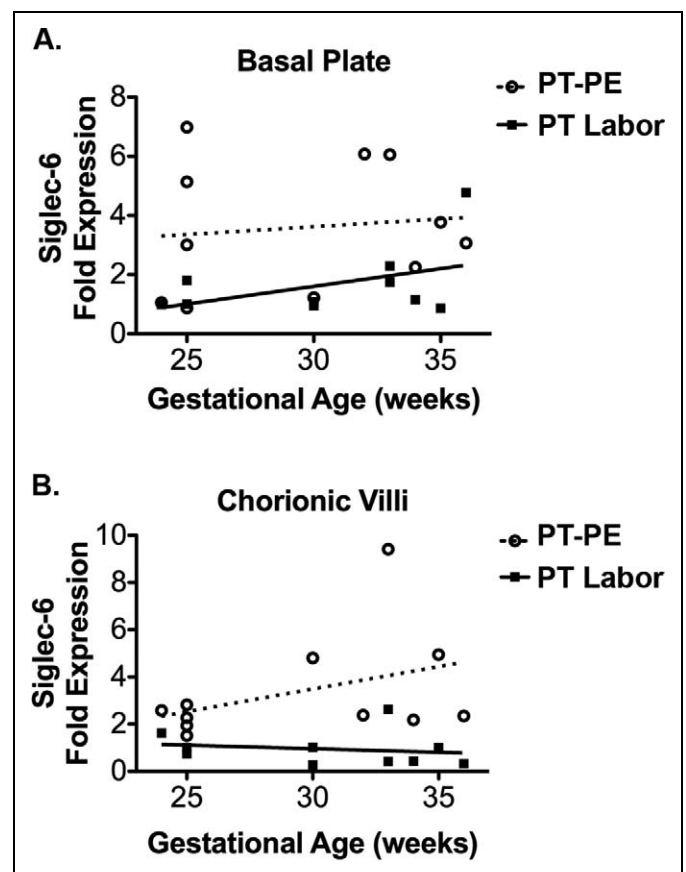 A.
Basal Plate
PT-PE
PT Labor
Siglec-6
Fold Expression
8
6
4
2
0
25 30 35
Gestational Age (weeks)
B.
Chorionic Villi
PT-PE
PT Labor
Siglec-6
Fold Expression
10
8
6
4
2
0
25 30 35
Gestational Age (weeks)